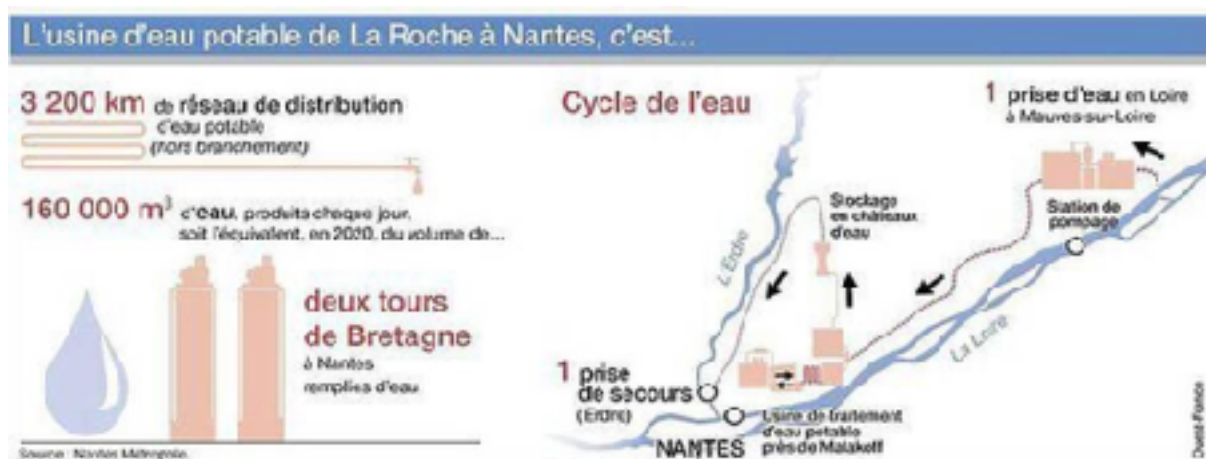 L'usine d'eau potable de La Roche à Nantes, c'est...
3 200 km de réseau de distribution
d'eau potable
(hors branchement)
160 000 m³ d'eau, produits chaque jour,
soit l'équivalent, en 2020, du volume de...
deux tours
de Bretagne
à Nantes
remplies d'eau
Source : Nantes Métropole.
Cycle de l'eau
1 prise d'eau en Loire
à Mauves-sur-Loire
Stockage
en châteaux
d'eau
Station de
pompage
L'Erdre
La Loire
1 prise
de secours
(Erdre)
Usine de traitement
d'eau potable
près de Malakoff
NANTES
Ouest-France